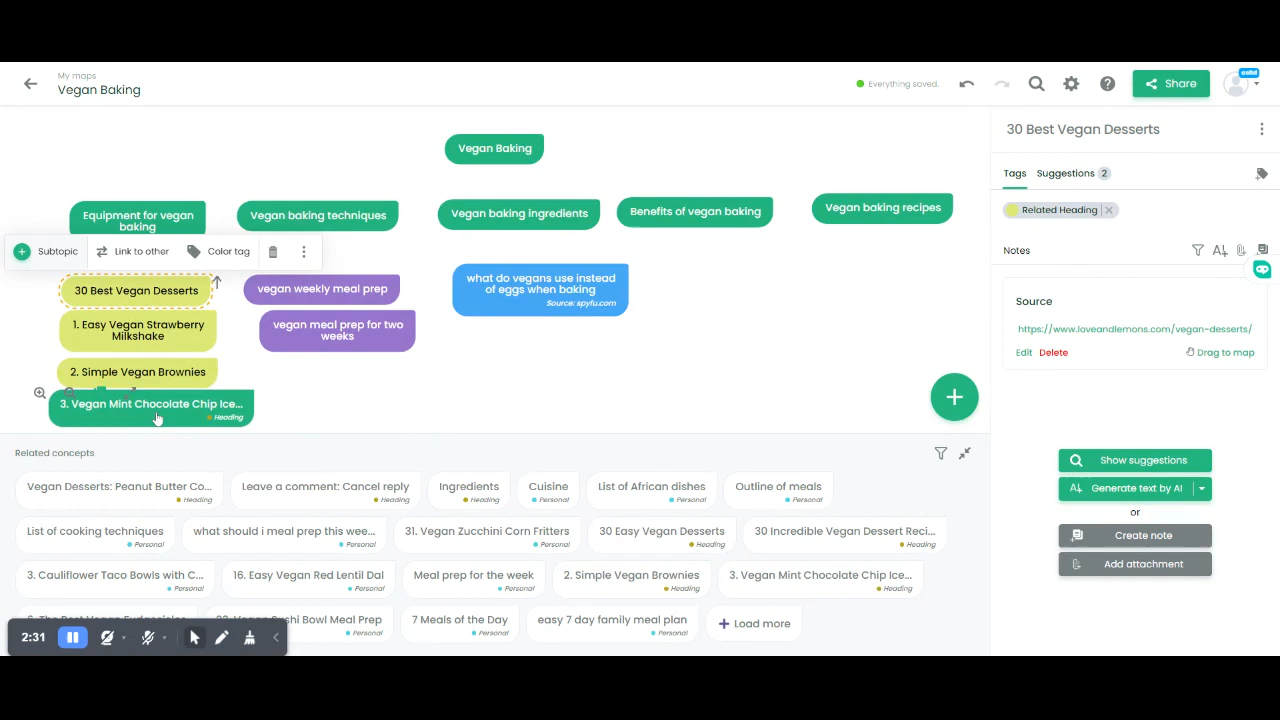 My maps
Vegan Baking
Everything saved.
Share
Vegan Baking
Equipment for vegan
baking
Vegan baking techniques
Vegan baking ingredients
Benefits of vegan baking
Vegan baking recipes
Subtopic
Link to other
Color tag
30 Best Vegan Desserts
vegan weekly meal prep
what do vegans use instead
of eggs when baking
Source: spyfu.com
1. Easy Vegan Strawberry
Milkshake
vegan meal prep for two
weeks
2. Simple Vegan Brownies
3. Vegan Mint Chocolate Chip Ice...
Heading
30 Best Vegan Desserts
Tags
Suggestions 2
Related Heading
Notes
Source
https://www.loveandlemons.com/vegan-desserts/
Edit Delete
Drag to map
Show suggestions
Generate text by AI
or
Create note
Add attachment
Related concepts
Vegan Desserts: Peanut Butter Co...
Heading
Leave a comment: Cancel reply
Heading
Ingredients
Heading
Cuisine
Personal
List of African dishes
Personal
Outline of meals
Personal
List of cooking techniques
Personal
what should i meal prep this wee...
Personal
31. Vegan Zucchini Corn Fritters
Personal
30 Easy Vegan Desserts
Heading
30 Incredible Vegan Dessert Reci...
Heading
3. Cauliflower Taco Bowls with C...
Personal
16. Easy Vegan Red Lentil Dal
Personal
Meal prep for the week
Personal
2. Simple Vegan Brownies
Heading
3. Vegan Mint Chocolate Chip Ice...
Heading
Sushi Bowl Meal Prep
Personal
7 Meals of the Day
Personal
easy 7 day family meal plan
Personal
Load more
2:31